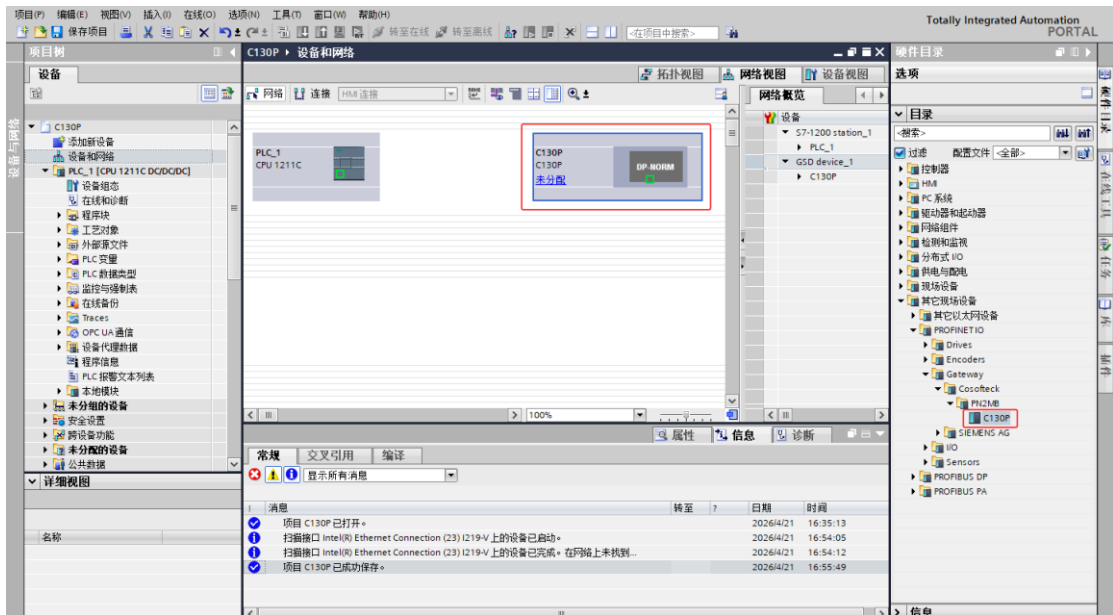 项目(P) 编辑(E) 视图(V) 插入(I) 在线(O) 选项(N) 工具(T) 窗口(W) 帮助(H)
Totally Integrated Automation
PORTAL
保存项目 转至在线 转至离线 <在项目中搜索>
项目树
设备
C130P
添加新设备
设备和网络
PLC_1 [CPU 1211C DC/DC/DC]
设备组态
在线和诊断
程序块
工艺对象
外部源文件
PLC 变量
PLC 数据类型
监控与强制表
在线备份
Traces
OPC UA 通信
设备代理数据
程序信息
PLC 报警文本列表
本地模块
未分组的设备
安全设置
跨设备功能
未分配的设备
公共数据
详细视图
名称
设备与网络
C130P ▸ 设备和网络
拓扑视图 网络视图 设备视图
网络 连接 HMI 连接
PLC_1
CPU 1211C
C130P
C130P
未分配
DP-NORM
100%
网络概览
设备
S7-1200 station_1
PLC_1
GSD device_1
C130P
属性 信息 诊断
常规 交叉引用 编译
显示所有消息
! 消息 转至 ? 日期 时间
项目 C130P 已打开。 2026/4/21 16:35:13
扫描接口 Intel(R) Ethernet Connection (23) I219-V 上的设备已启动。 2026/4/21 16:54:05
扫描接口 Intel(R) Ethernet Connection (23) I219-V 上的设备已完成。在网络上未找到... 2026/4/21 16:54:12
项目 C130P 已成功保存。 2026/4/21 16:55:49
硬件目录
选项
目录
<搜索>
过滤 配置文件 <全部>
控制器
HMI
PC 系统
驱动器和起动器
网络组件
检测和监视
分布式 I/O
供电与配电
现场设备
其它现场设备
其它以太网设备
PROFINET IO
Drives
Encoders
Gateway
Cosofteck
PN2MB
C130P
SIEMENS AG
I/O
Sensors
PROFIBUS DP
PROFIBUS PA
信息
硬件目录
在线工具
任务
库